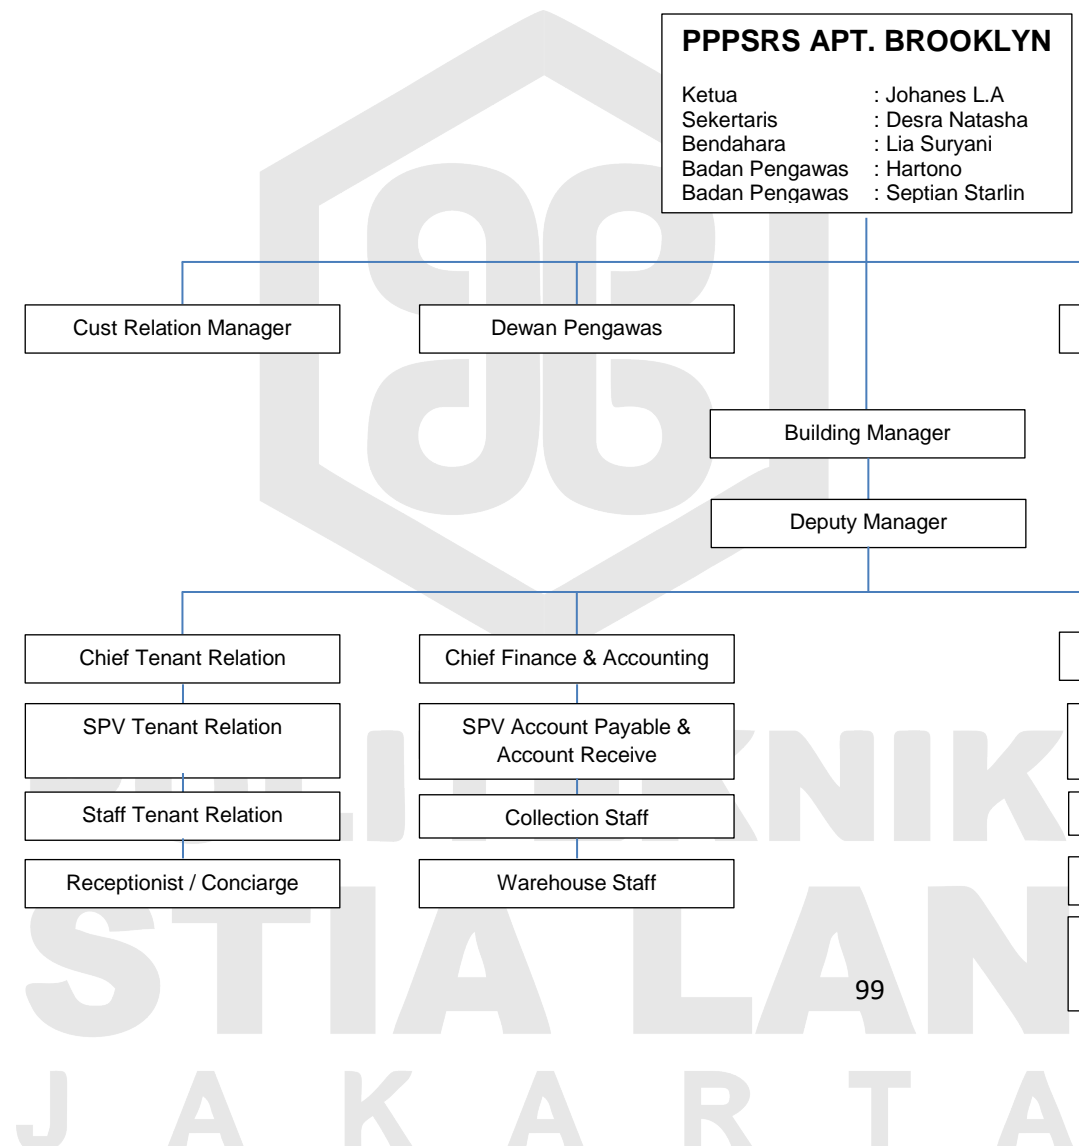 PPPSRS APT. BROOKLYN
Ketua : Johanes L.A
Sekertaris : Desra Natasha
Bendahara : Lia Suryani
Badan Pengawas : Hartono
Badan Pengawas : Septian Starlin
Cust Relation Manager
Dewan Pengawas
Building Manager
Deputy Manager
Chief Tenant Relation
Chief Finance & Accounting
SPV Tenant Relation
SPV Account Payable &
Account Receive
Staff Tenant Relation
Collection Staff
Receptionist / Conciarge
Warehouse Staff
99
STIA LAN
J A K A R T A